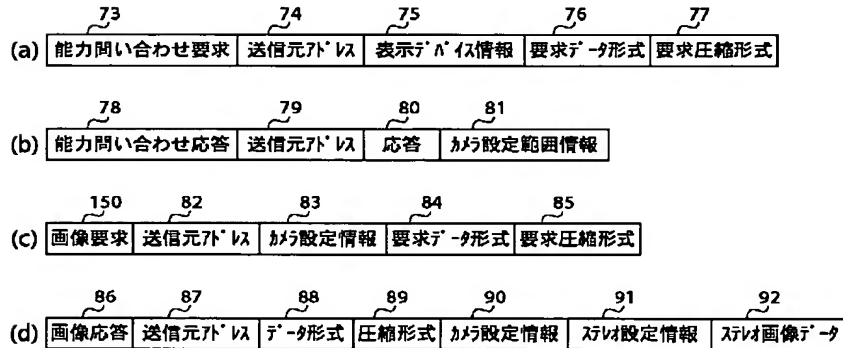 73 74 75 76 77
(a) 能力問い合わせ要求 送信元アドレス 表示デバイス情報 要求データ形式 要求圧縮形式
78 79 80 81
(b) 能力問い合わせ応答 送信元アドレス 応答 カメラ設定範囲情報
150 82 83 84 85
(c) 画像要求 送信元アドレス カメラ設定情報 要求データ形式 要求圧縮形式
86 87 88 89 90 91 92
(d) 画像応答 送信元アドレス データ形式 圧縮形式 カメラ設定情報 ステレオ設定情報 ステレオ画像データ